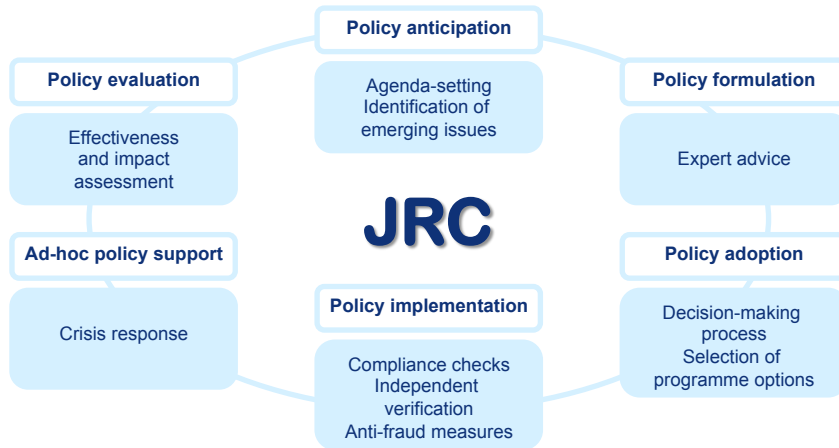 Policy anticipation
Agenda-setting
Identification of
emerging issues
Policy formulation
Expert advice
Policy adoption
Decision-making
process
Selection of
programme options
Policy implementation
Compliance checks
Independent
verification
Anti-fraud measures
Ad-hoc policy support
Crisis response
Policy evaluation
Effectiveness
and impact
assessment
JRC